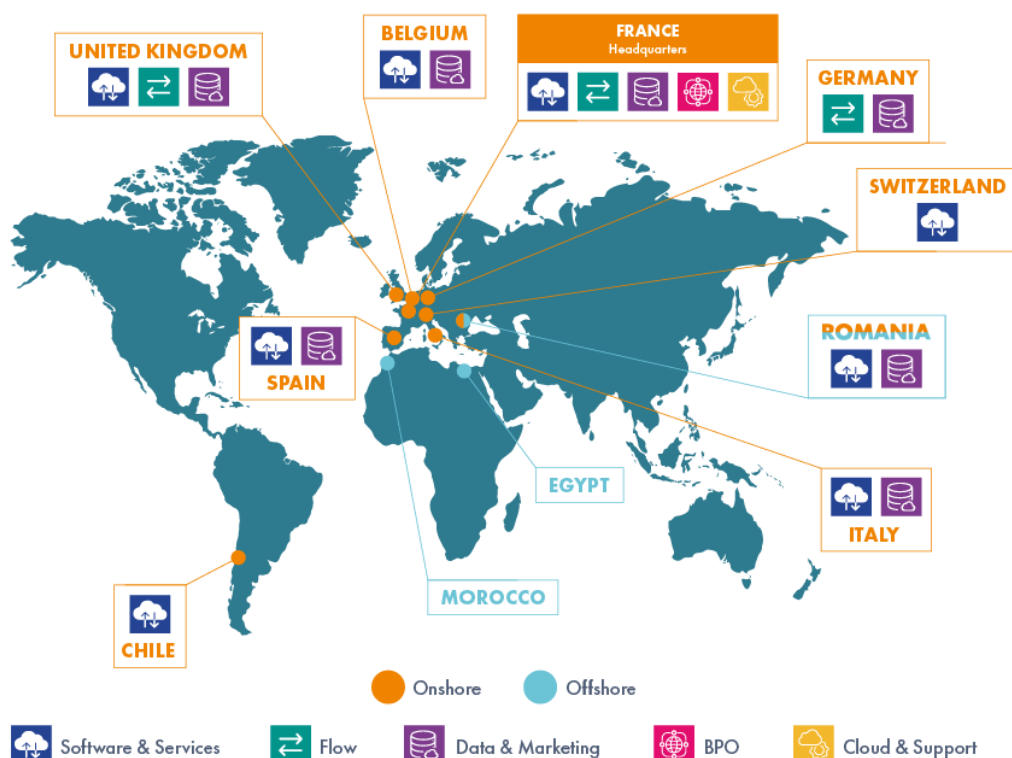 UNITED KINGDOM
BELGIUM
FRANCE
Headquarters
GERMANY
SWITZERLAND
SPAIN
ROMANIA
EGYPT
ITALY
MOROCCO
CHILE
Onshore
Offshore
Software & Services
Flow
Data & Marketing
BPO
Cloud & Support